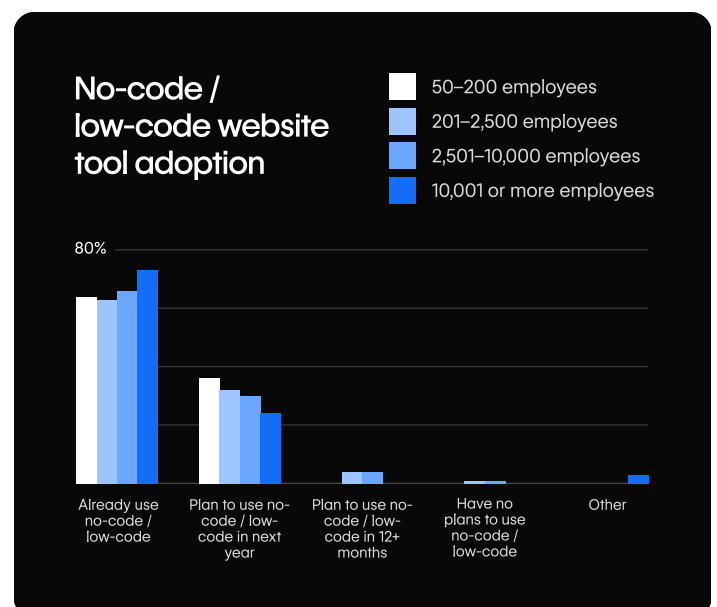 No-code /
low-code website
tool adoption
50–200 employees
201–2,500 employees
2,501–10,000 employees
10,001 or more employees
80%
Already use
no-code /
low-code
Plan to use no-
code / low-
code in next
year
Plan to use no-
code / low-
code in 12+
months
Have no
plans to use
no-code /
low-code
Other